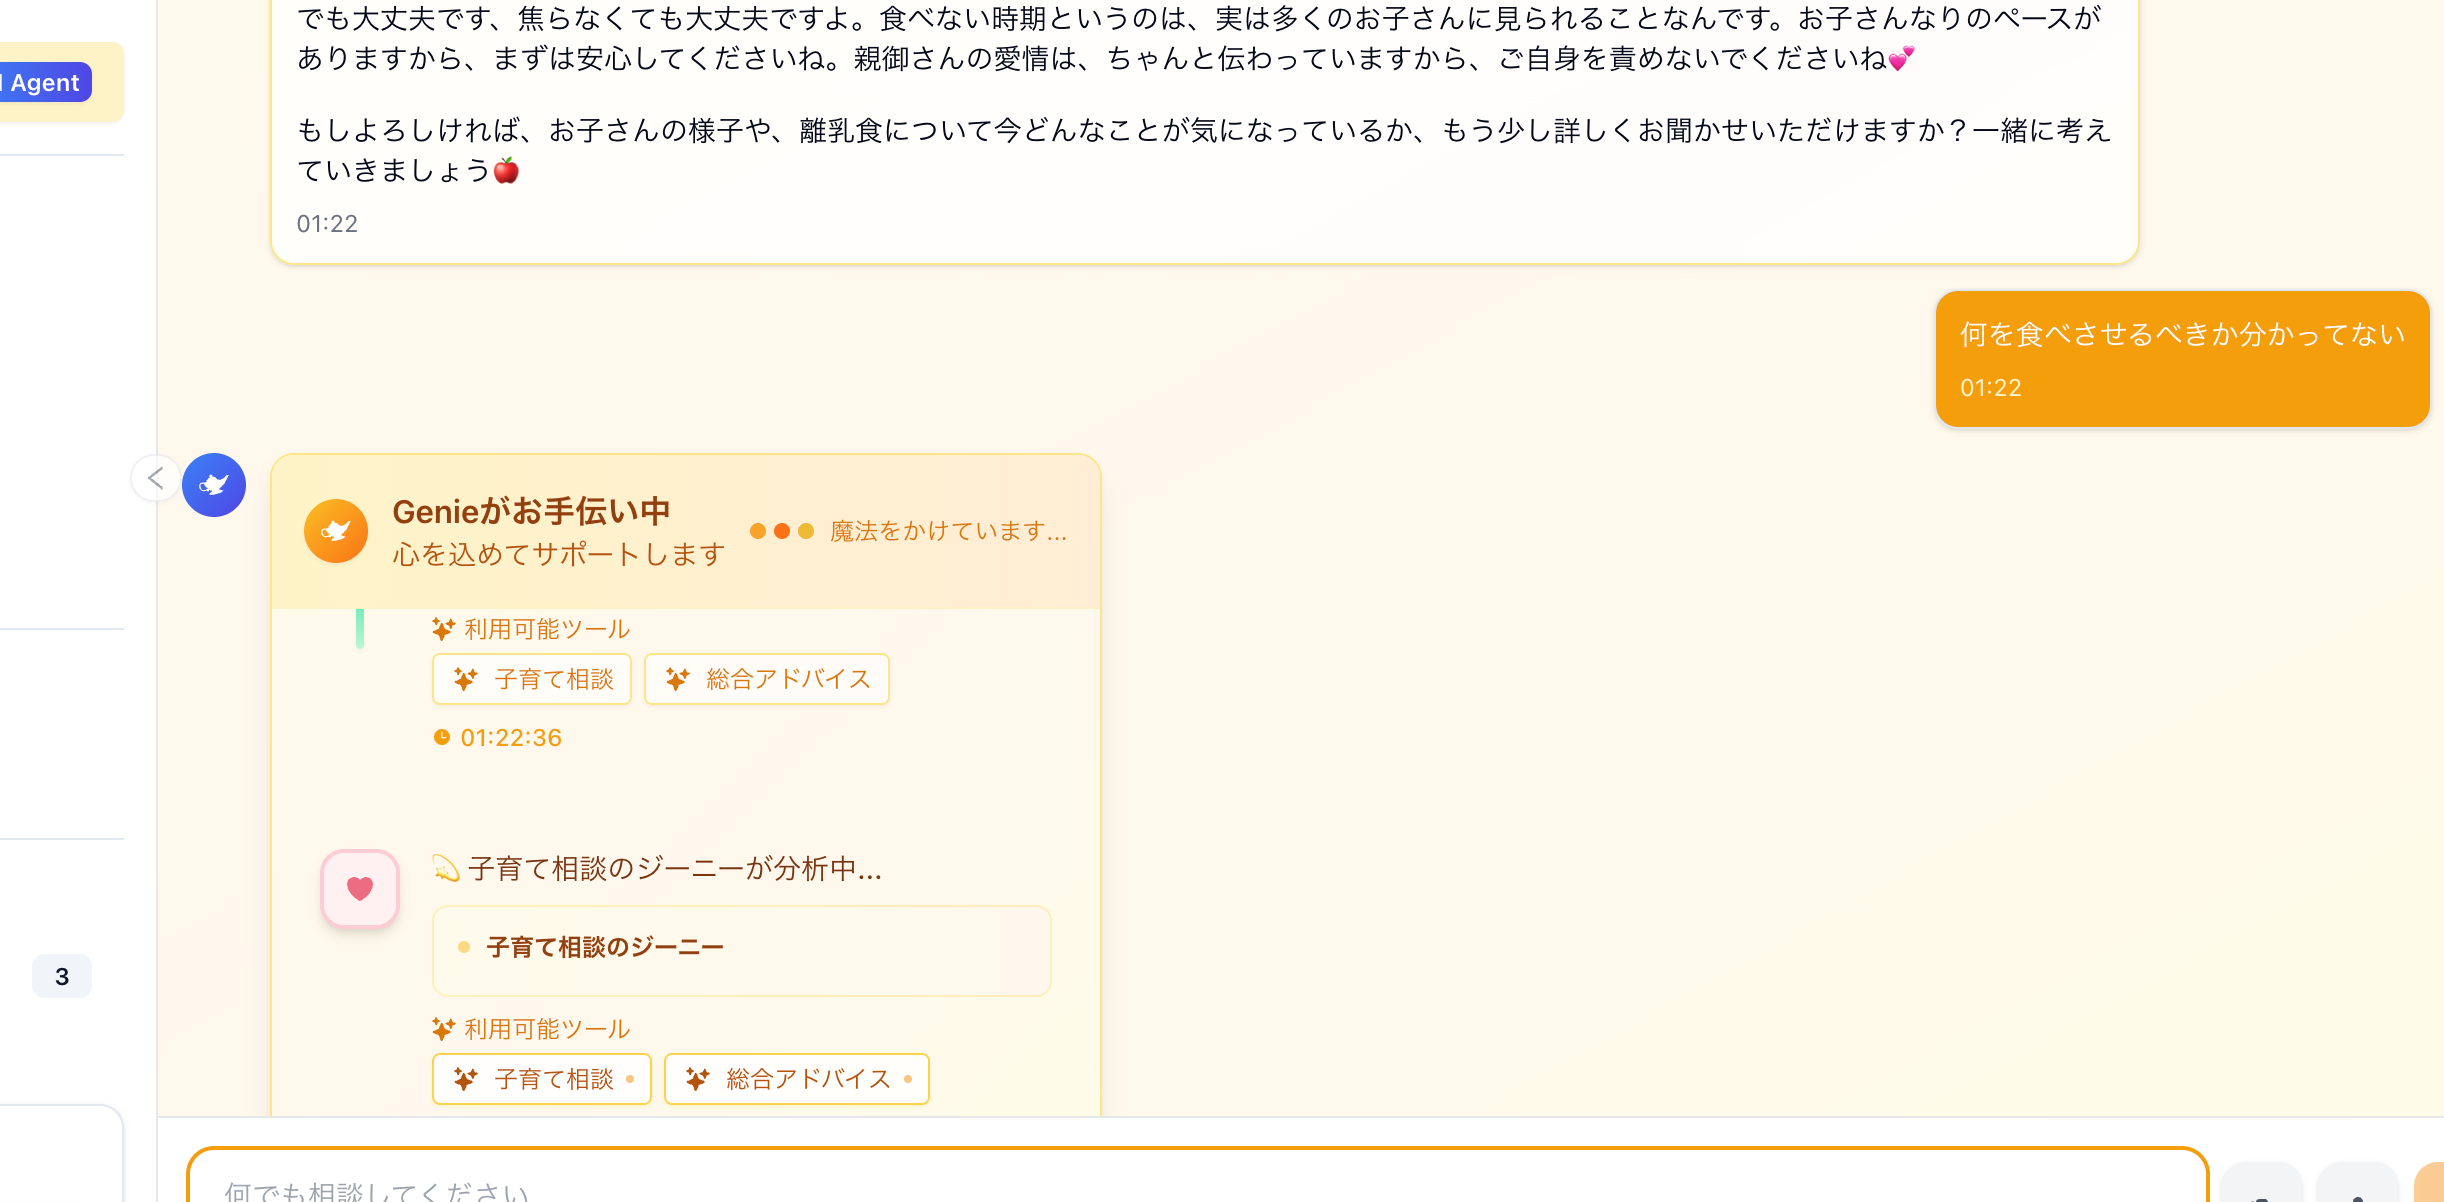 でも大丈夫です、焦らなくても大丈夫ですよ。食べない時期というのは、実は多くのお子さんに見られることなんです。お子さんなりのペースが
ありますから、まずは安心してくださいね。親御さんの愛情は、ちゃんと伝わっていますから、ご自身を責めないでくださいね💕
もしよろしければ、お子さんの様子や、離乳食について今どんなことが気になっているか、もう少し詳しくお聞かせいただけますか？一緒に考え
ていきましょう🍎
01:22
Agent
何を食べさせるべきか分かってない
01:22
Genieがお手伝い中
心を込めてサポートします
魔法をかけています...
利用可能ツール
子育て相談
総合アドバイス
01:22:36
💫 子育て相談のジーニーが分析中...
子育て相談のジーニー
利用可能ツール
子育て相談
総合アドバイス
3
何でも相談してください